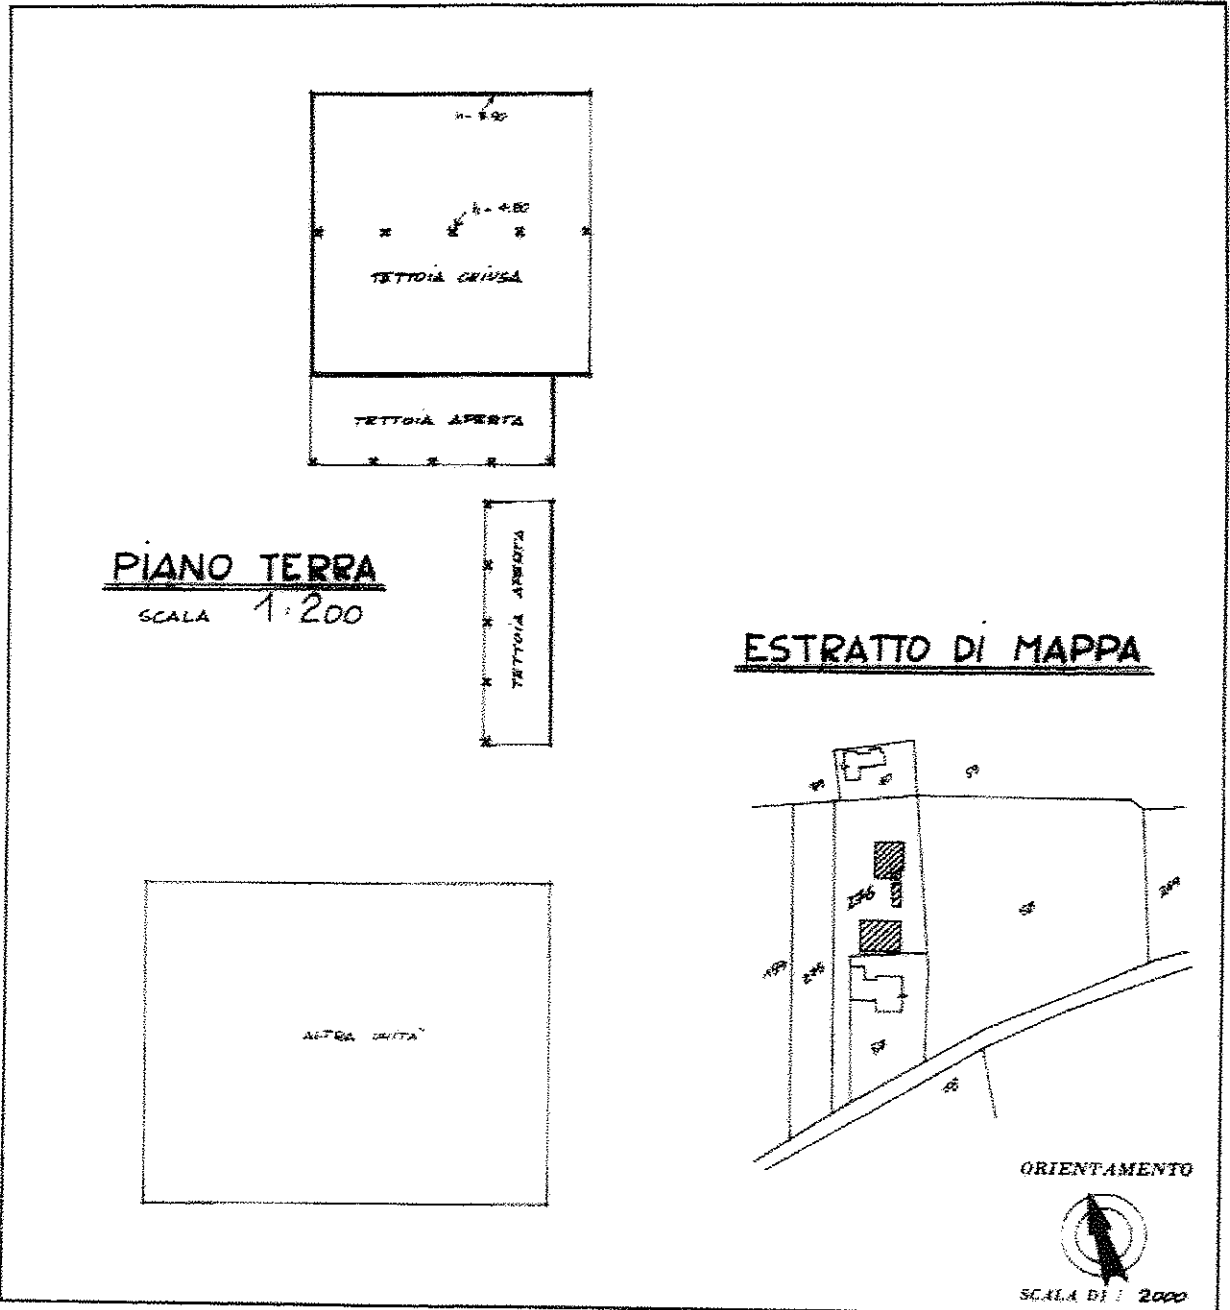 h= 4.80
TETTOIA CHIUSA
TETTOIA APERTA
TETTOIA APERTA
PIANO TERRA
SCALA 1:200
ESTRATTO DI MAPPA
276
ALTRA UNITA'
ORIENTAMENTO
SCALA DI 1: 2000